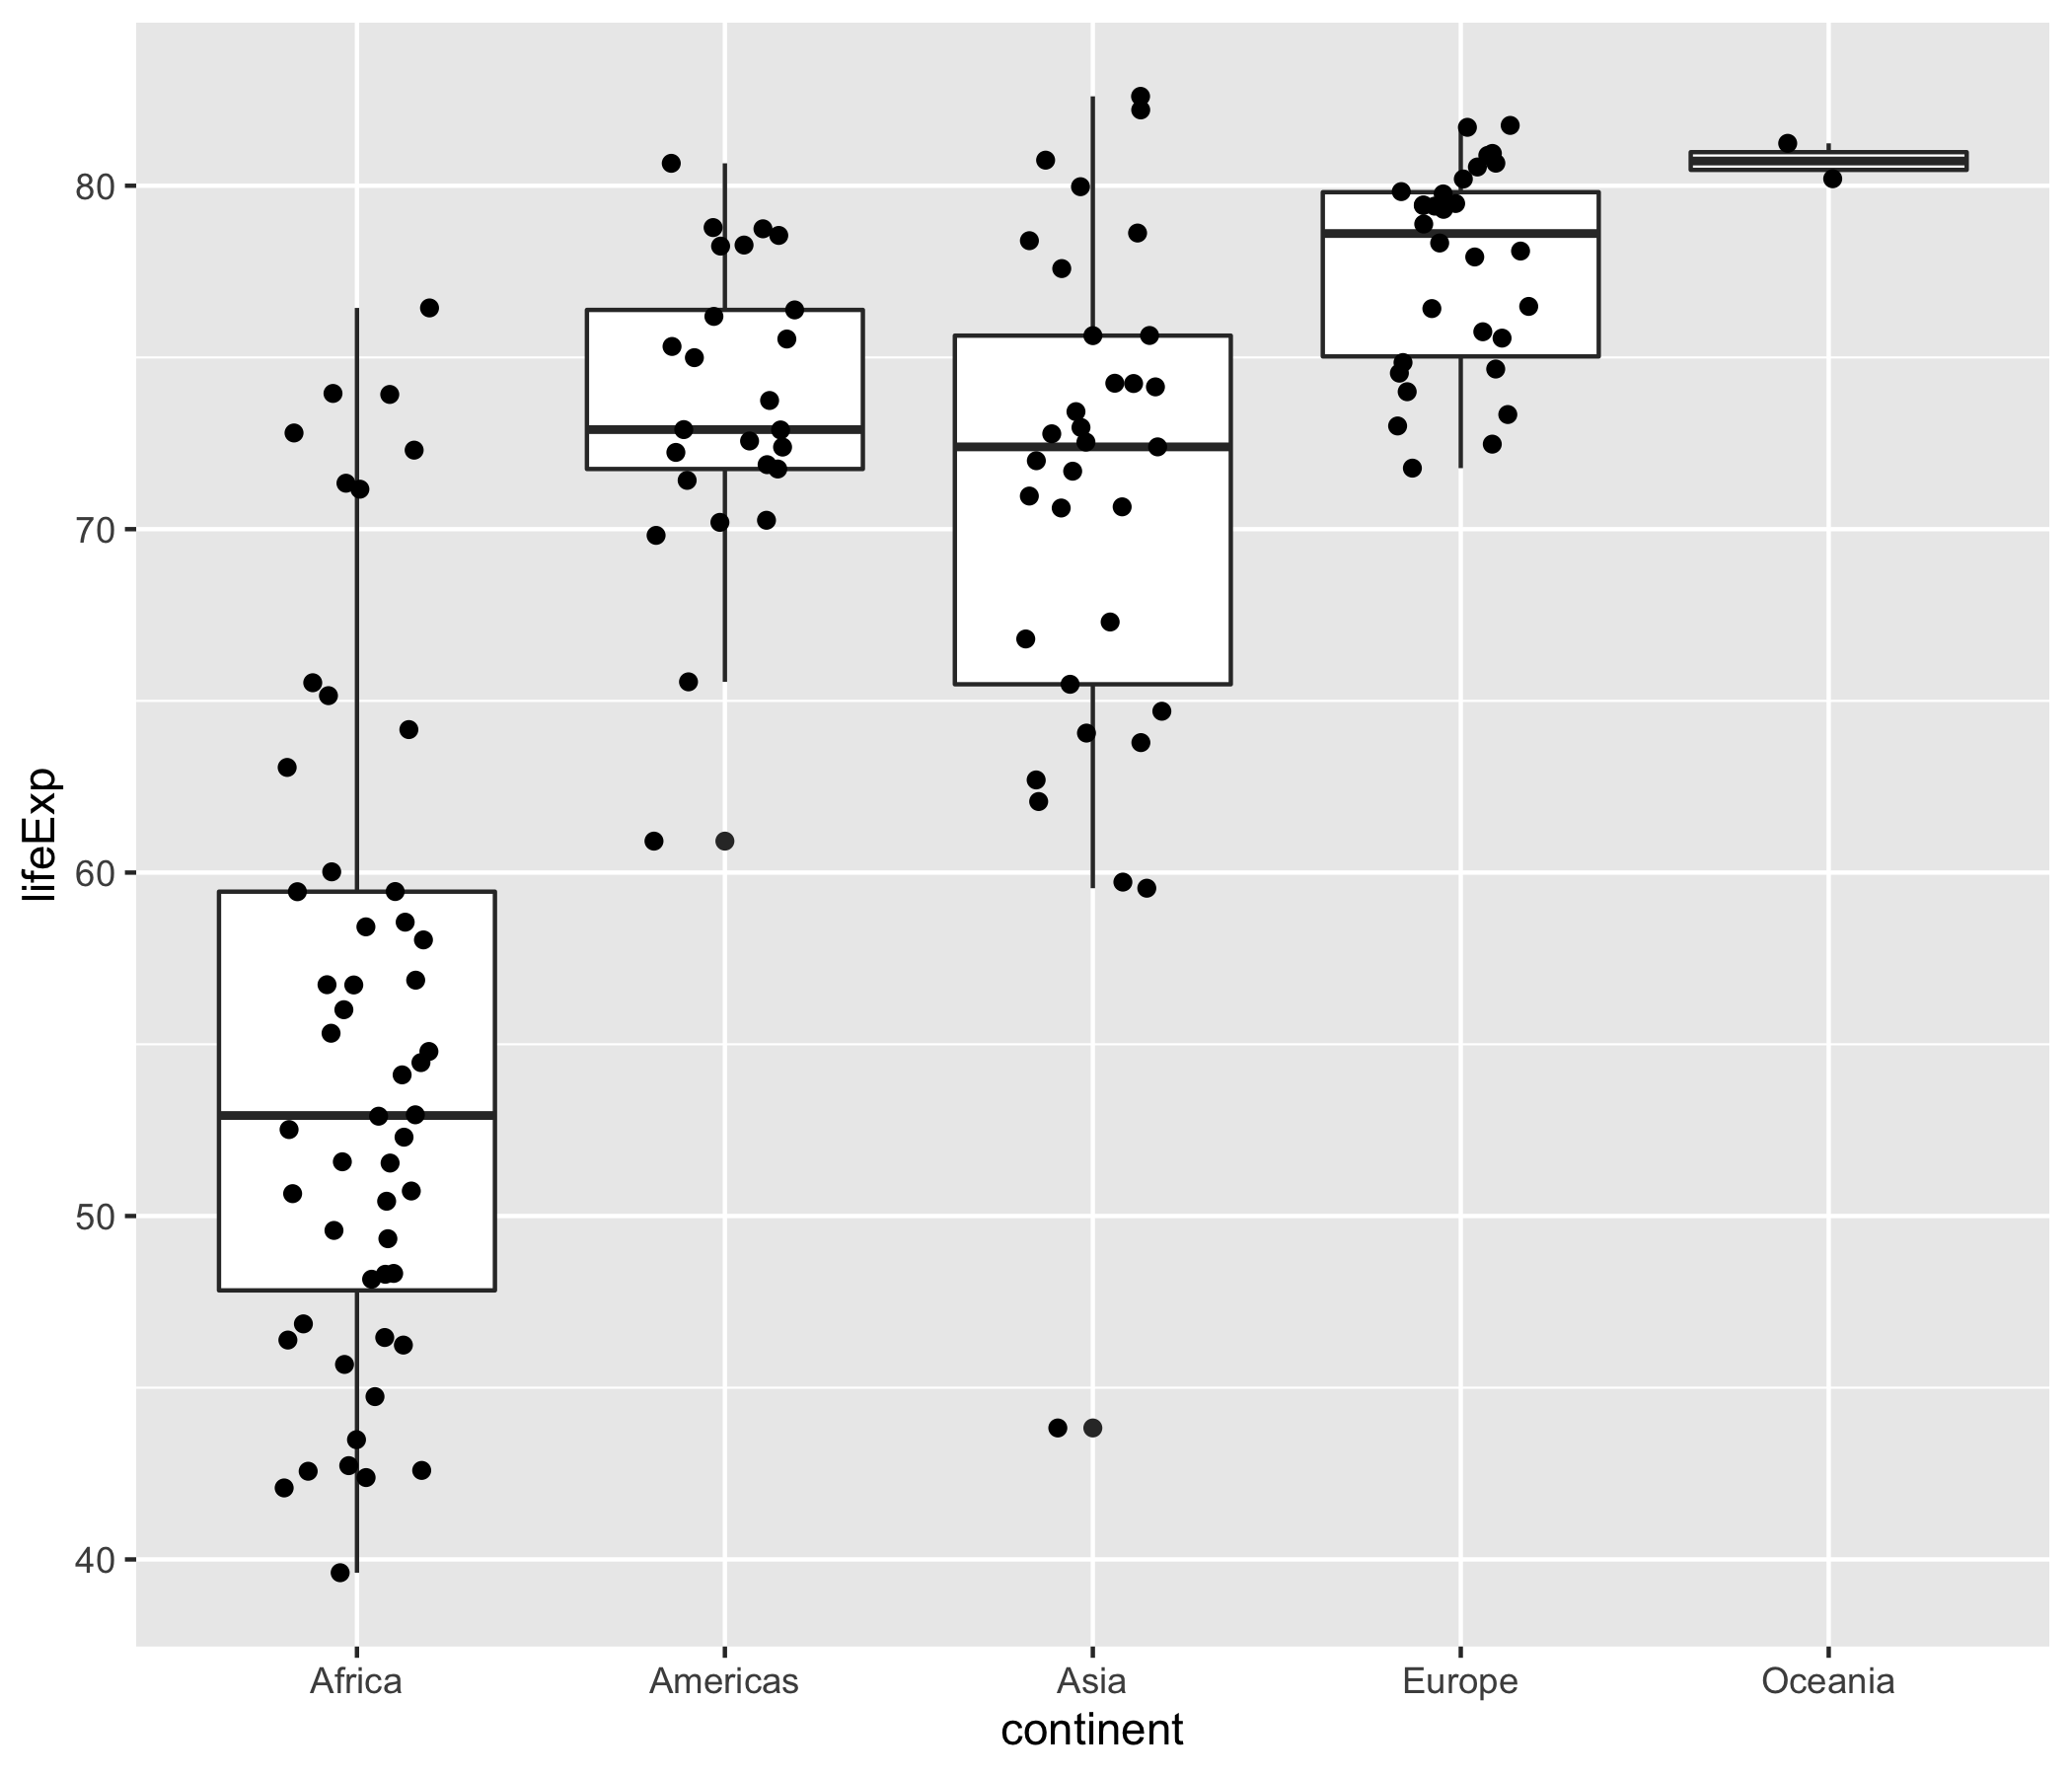 lifeExp
80
70
60
50
40
Africa
Americas
Asia
Europe
Oceania
continent